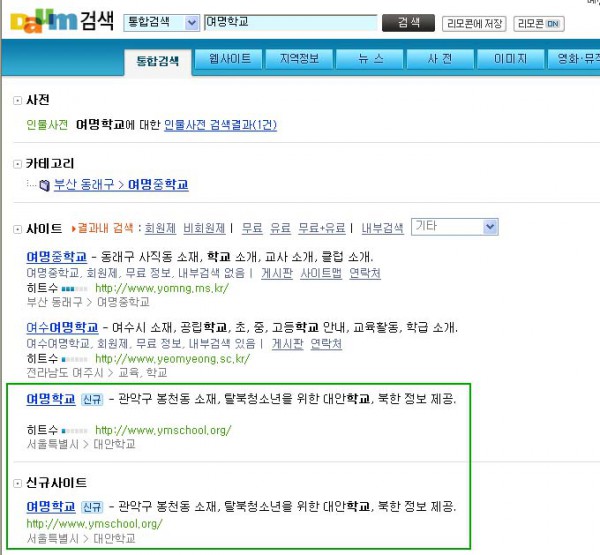 Daum 검색 통합검색 여명학교 검색 리모콘에 저장 리모콘 ON
통합검색 웹사이트 지역정보 뉴스 사전 이미지 영화·뮤직
사전
인물사전 여명학교에 대한 인물사전 검색결과(1건)
카테고리
부산 동래구 > 여명중학교
사이트 ▸결과내 검색 : 회원제 비회원제 | 무료 유료 무료+유료 | 내부검색 기타
여명중학교 - 동래구 사직동 소재, 학교 소개, 교사 소개, 클럽 소개.
여명중학교, 회원제, 무료 정보, 내부검색 없음 | 게시판 사이트맵 연락처
히트수 http://www.yomng.ms.kr/
부산 동래구 > 여명중학교
여수여명학교 - 여수시 소재, 공립학교, 초, 중, 고등학교 안내, 교육활동, 학급 소개.
여수여명학교, 회원제, 무료 정보, 내부검색 있음 | 게시판 연락처
히트수 http://www.yeomyeong.sc.kr/
전라남도 여주시 > 교육, 학교
여명학교 신규 - 관악구 봉천동 소재, 탈북청소년을 위한 대안학교, 북한 정보 제공.
히트수 http://www.ymschool.org/
서울특별시 > 대안학교
신규사이트
여명학교 신규 - 관악구 봉천동 소재, 탈북청소년을 위한 대안학교, 북한 정보 제공.
http://www.ymschool.org/
서울특별시 > 대안학교